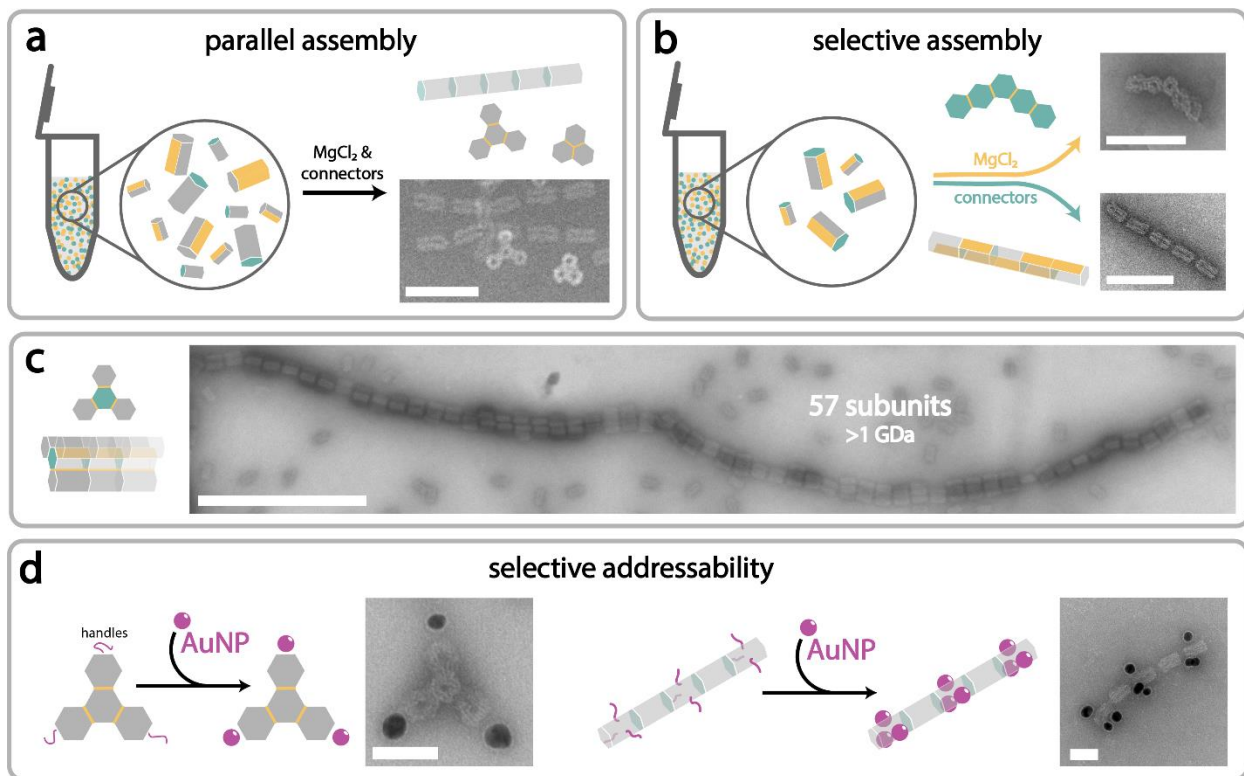 a
parallel assembly
MgCl₂ &
connectors
b
selective assembly
MgCl₂
connectors
c
57 subunits
>1 GDa
d
selective addressability
handles
AuNP
AuNP